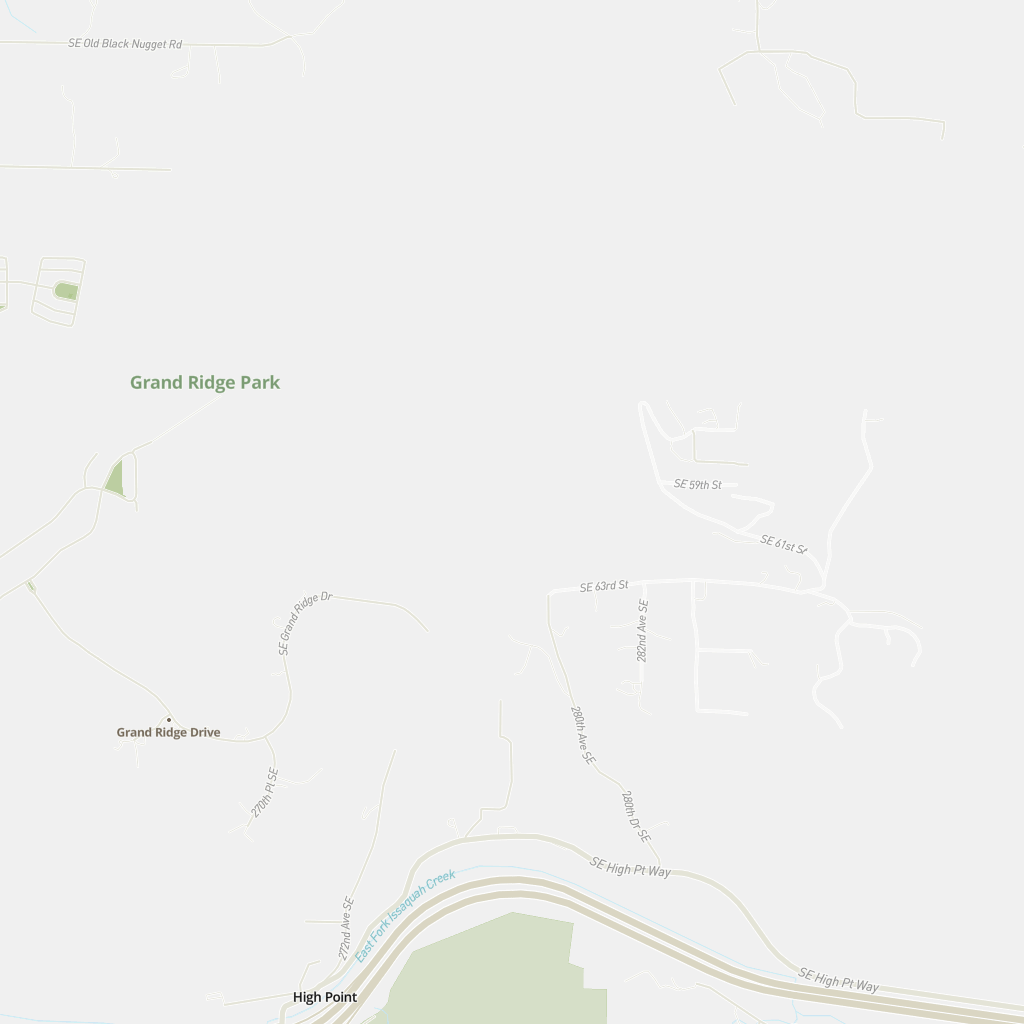 SE Old Black Nugget Rd
Grand Ridge Park
SE 59th St
SE 61st St
SE 63rd St
SE Grand Ridge Dr
282nd Ave SE
Grand Ridge Drive
280th Ave SE
270th Pl SE
280th Dr SE
SE High Pt Way
East Fork Issaquah Creek
272nd Ave SE
SE High Pt Way
High Point